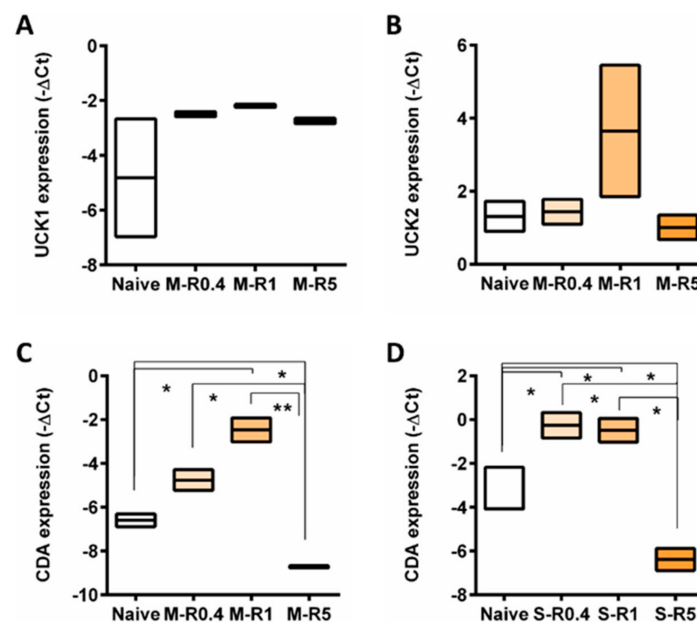 A
UCK1 expression (-ΔCt)
0
-2
-4
-6
-8
Naive M-R0.4 M-R1 M-R5
B
UCK2 expression (-ΔCt)
6
4
2
0
Naive M-R0.4 M-R1 M-R5
C
CDA expression (-ΔCt)
0
-2
-4
-6
-8
-10
*
*
*
**
Naive M-R0.4 M-R1 M-R5
D
CDA expression (-ΔCt)
2
0
-2
-4
-6
-8
*
*
*
*
*
Naive S-R0.4 S-R1 S-R5